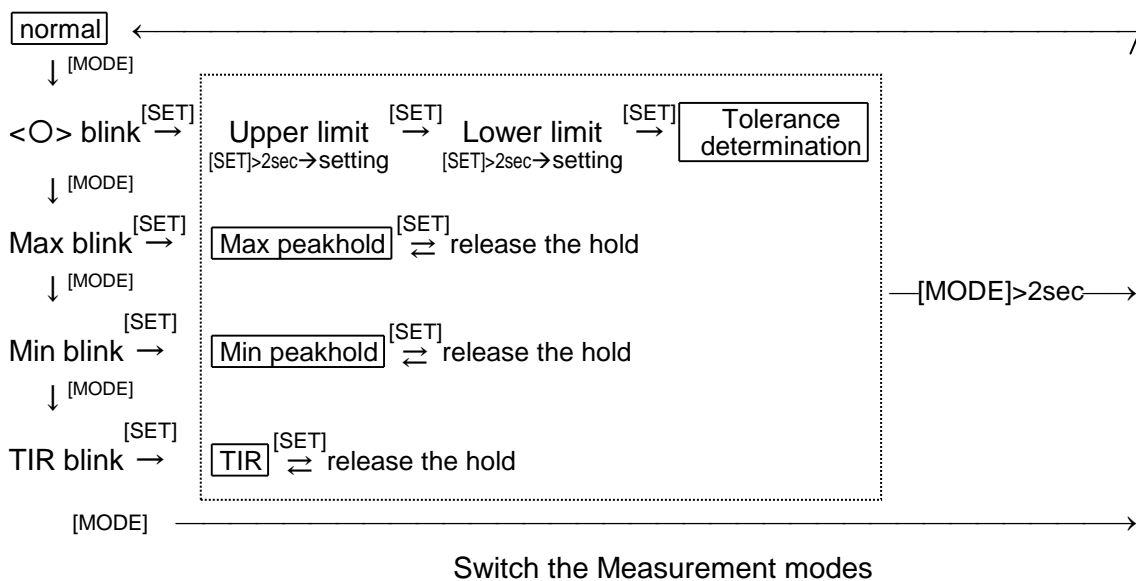 normal ←
↓ [MODE]
<○> blink [SET] → Upper limit [SET] → Lower limit [SET] → Tolerance determination
[SET]>2sec→setting [SET]>2sec→setting
↓ [MODE]
Max blink [SET] → Max peakhold [SET] ⇄ release the hold
↓ [MODE]
—[MODE]>2sec→
Min blink [SET] → Min peakhold [SET] ⇄ release the hold
↓ [MODE]
TIR blink [SET] → TIR [SET] ⇄ release the hold
[MODE] →
Switch the Measurement modes